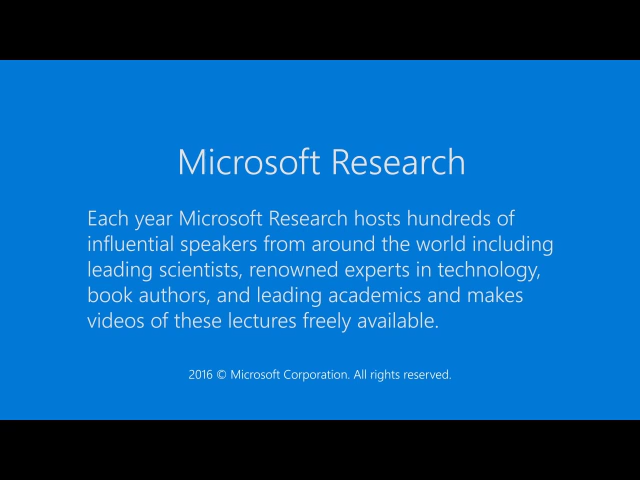 Microsoft Research
Each year Microsoft Research hosts hundreds of
influential speakers from around the world including
leading scientists, renowned experts in technology,
book authors, and leading academics and makes
videos of these lectures freely available.
2016 © Microsoft Corporation. All rights reserved.